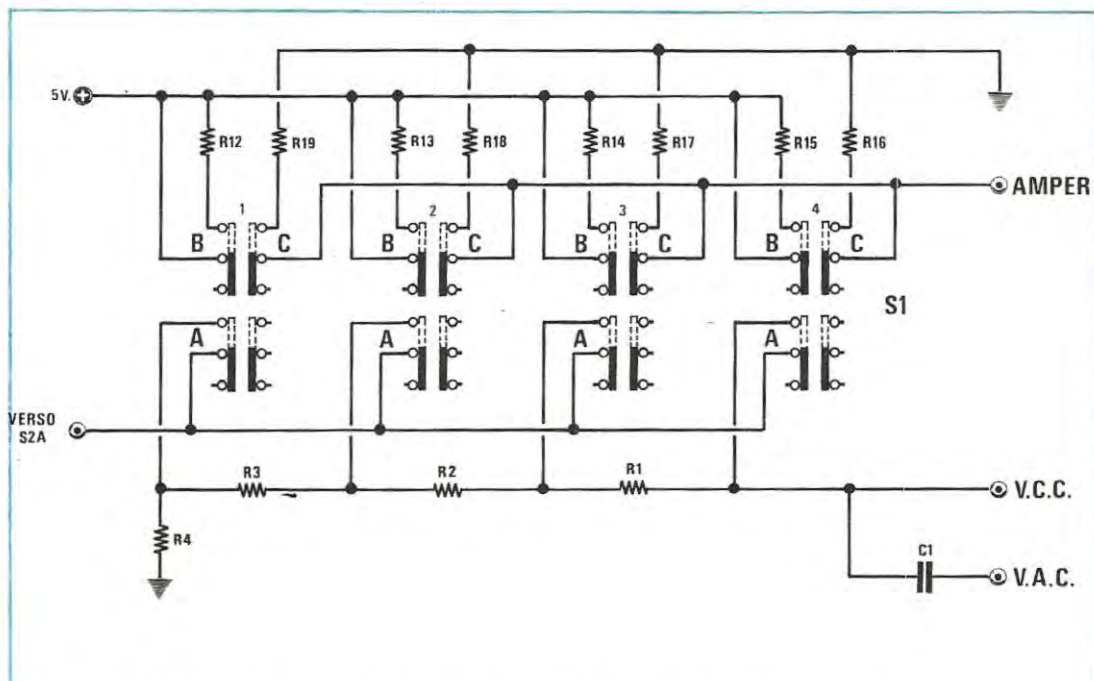 5V.
R12
R19
R13
R18
R14
R17
R15
R16
AMPER
1
2
3
4
B
C
B
C
B
C
B
C
S1
A
A
A
A
VERSO
S2A
R3
R2
R1
V.C.C.
R4
C1
V.A.C.